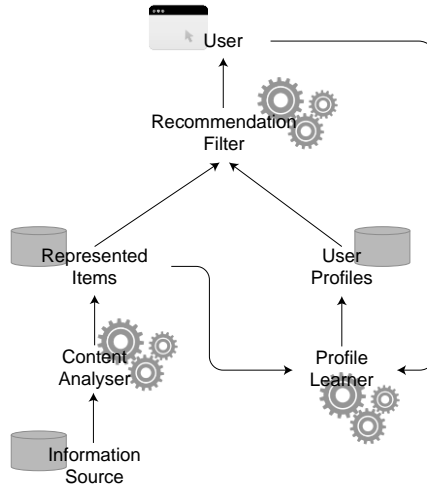 User
Recommendation
Filter
Represented
Items
User
Profiles
Content
Analyser
Profile
Learner
Information
Source